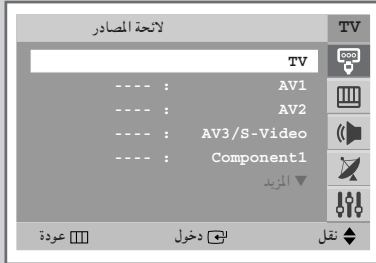 TV لائحة المصادر
TV
AV1 : ----
AV2 : ----
AV3/S-Video : ----
Component1 : ----
▼ المزيد
نقل دخول عودة